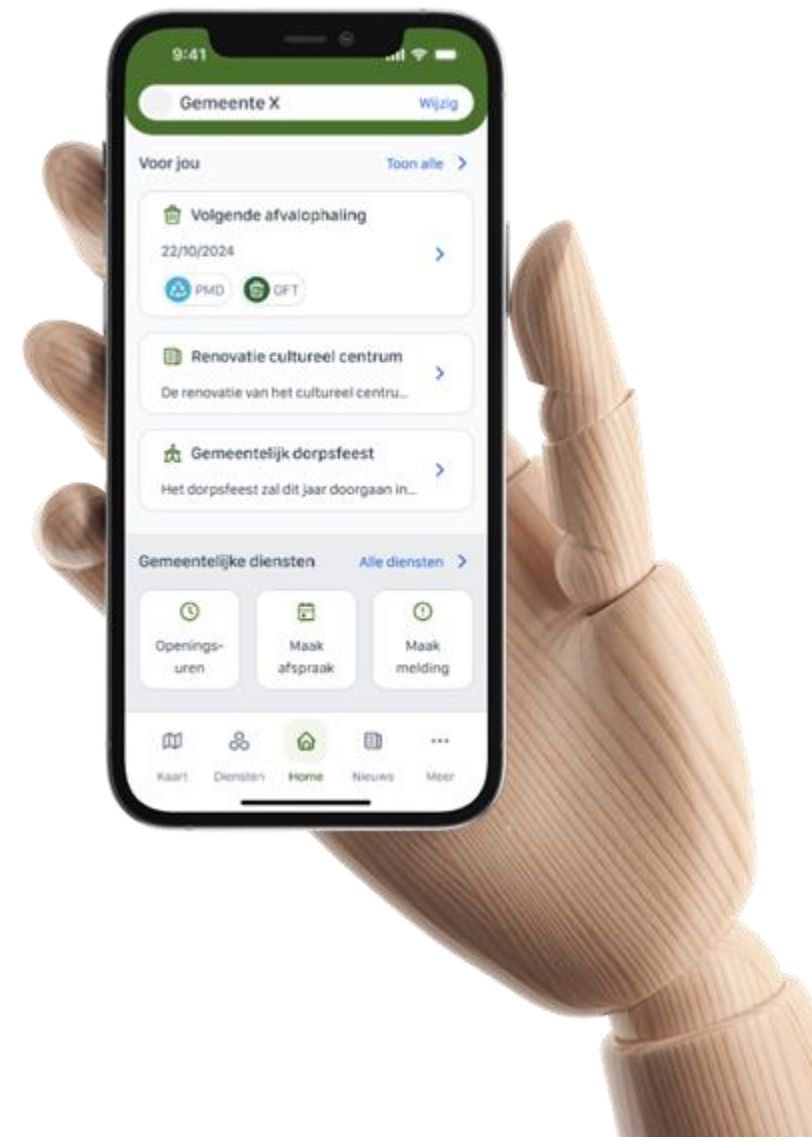 9:41
Gemeente X
Wijzig
Voor jou
Toon alle
Volgende afvalophaling
22/10/2024
PMD
GFT
Renovatie cultureel centrum
De renovatie van het cultureel centru...
Gemeentelijk dorpsfeest
Het dorpsfeest zal dit jaar doorgaan in...
Gemeentelijke diensten
Alle diensten
Openings-
uren
Maak
afspraak
Maak
melding
Kaart
Diensten
Home
Nieuws
Meer